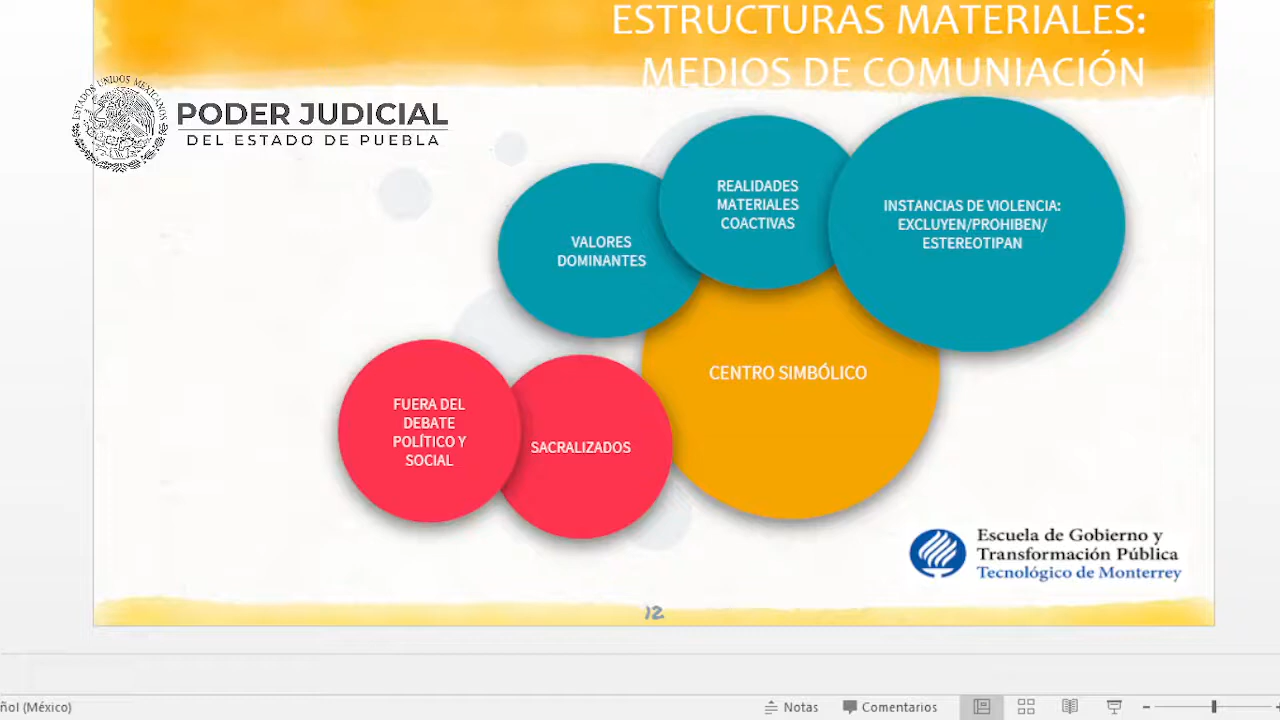 ESTRUCTURAS MATERIALES:
MEDIOS DE COMUNIACIÓN
ESTADOS UNIDOS
PODER JUDICIAL
DEL ESTADO DE PUEBLA
REALIDADES
MATERIALES
COACTIVAS
INSTANCIAS DE VIOLENCIA:
EXCLUYEN/PROHIBEN/
ESTEREOTIPAN
VALORES
DOMINANTES
CENTRO SIMBÓLICO
FUERA DEL
DEBATE
POLÍTICO Y
SOCIAL
SACRALIZADOS
Escuela de Gobierno y
Transformación Pública
Tecnológico de Monterrey
12
ñol (México)
Notas
Comentarios